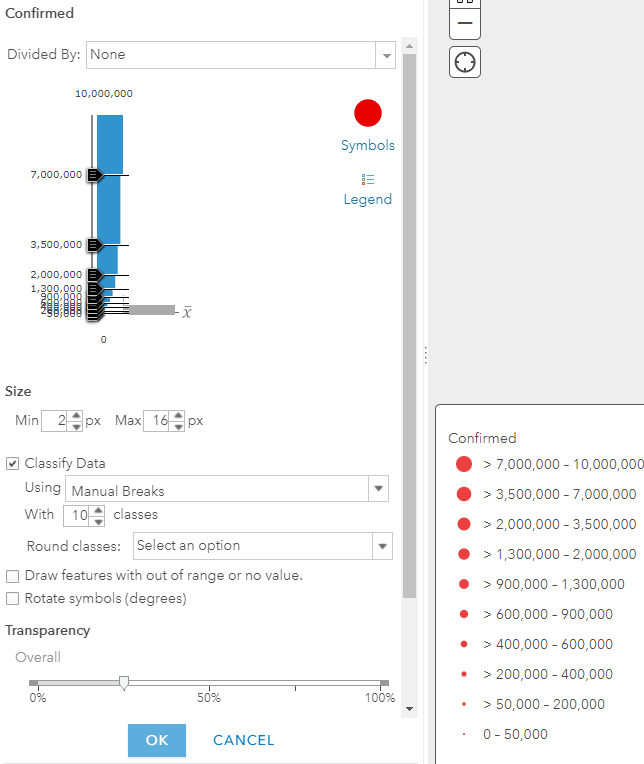 Confirmed
Divided By: None
10,000,000
Symbols
Legend
7,000,000
3,500,000
2,000,000
1,300,000
900,000
50,000
x̄
0
Size
Min 2 px Max 16 px
Classify Data
Using Manual Breaks
With 10 classes
Round classes: Select an option
Draw features with out of range or no value.
Rotate symbols (degrees)
Transparency
Overall
0% 50% 100%
OK CANCEL
Confirmed
> 7,000,000 – 10,000,000
> 3,500,000 – 7,000,000
> 2,000,000 – 3,500,000
> 1,300,000 – 2,000,000
> 900,000 – 1,300,000
> 600,000 – 900,000
> 400,000 – 600,000
> 200,000 – 400,000
> 50,000 – 200,000
0 – 50,000